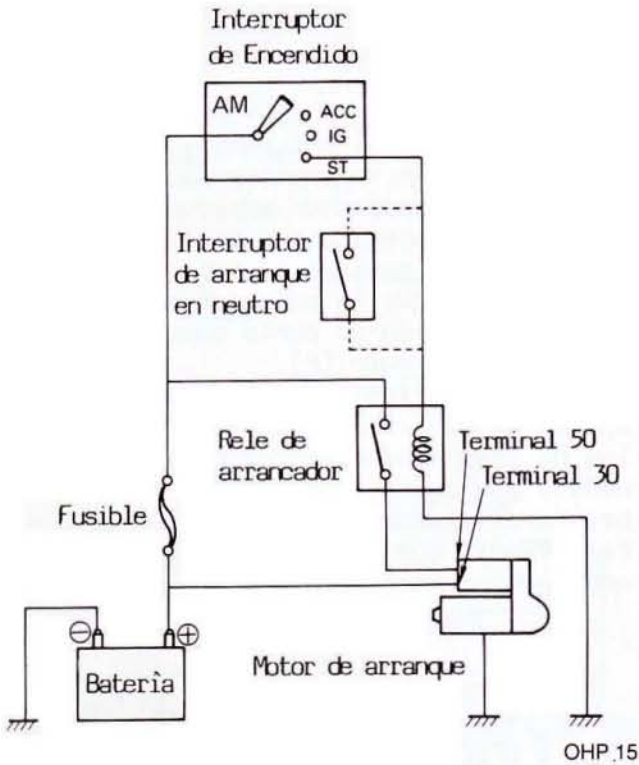 Interruptor
de Encendido
AM
ACC
IG
ST
Interruptor
de arranque
en neutro
Rele de
arrancador
Terminal 50
Terminal 30
Fusible
Baterìa
Motor de arranque
OHP.15